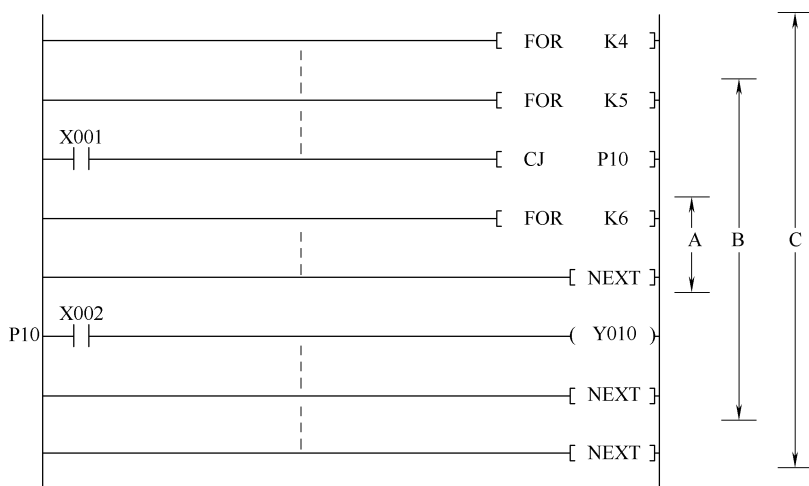 FOR K4
FOR K5
X001
CJ P10
FOR K6
A B C
NEXT
X002
P10 Y010
NEXT
NEXT